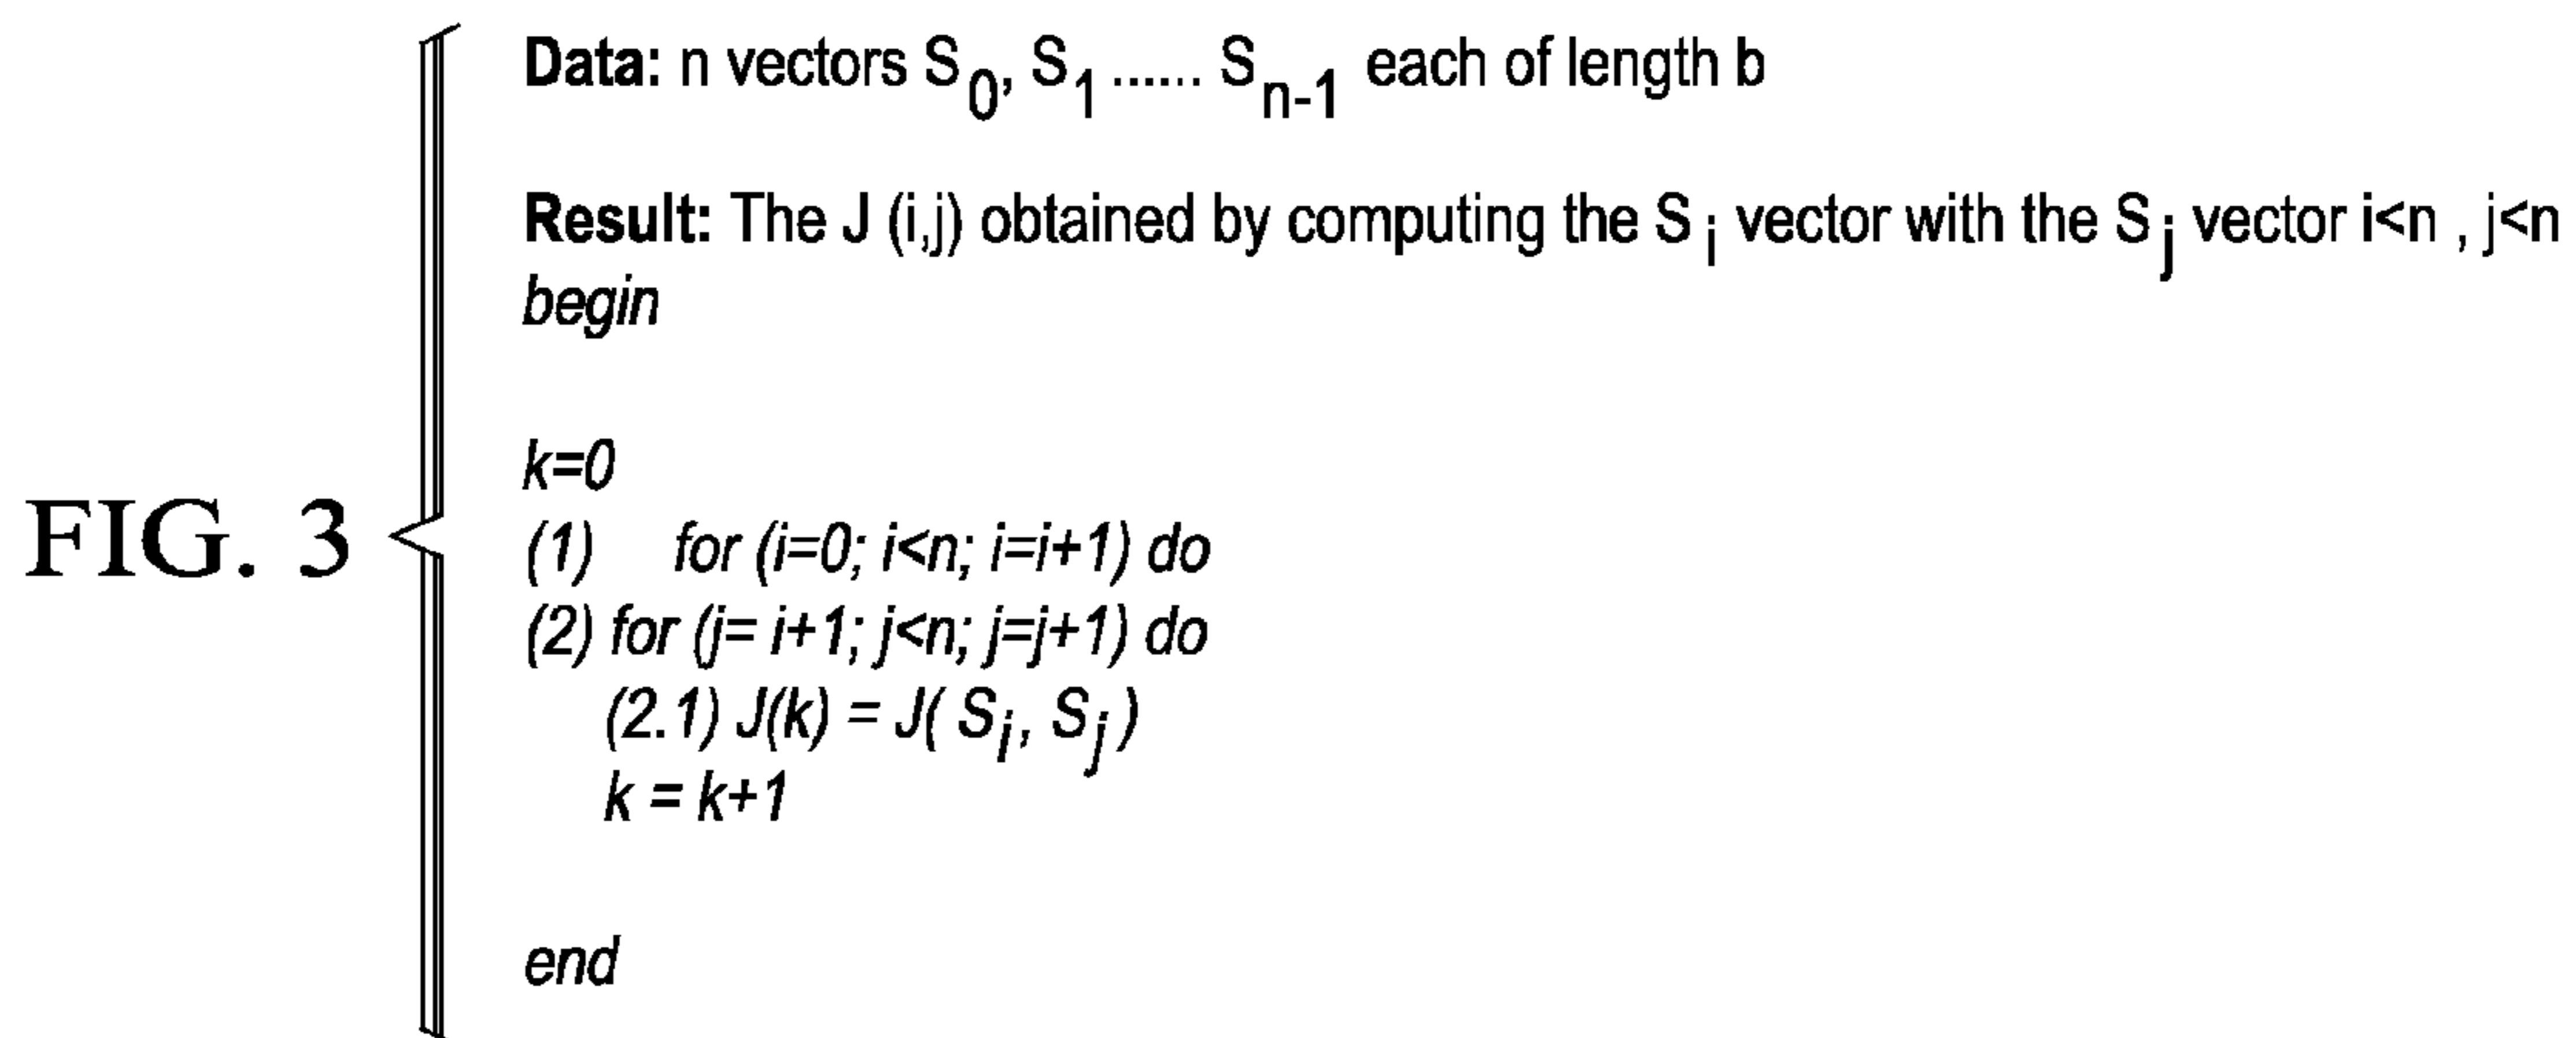 Data: n vectors S0, S1 ...... Sn-1 each of length b
Result: The J (i,j) obtained by computing the S i vector with the S j vector i<n , j<n
begin
k=0
FIG. 3
(1) for (i=0; i<n; i=i+1) do
(2) for (j= i+1; j<n; j=j+1) do
(2.1) J(k) = J( Si, Sj )
k = k+1
end